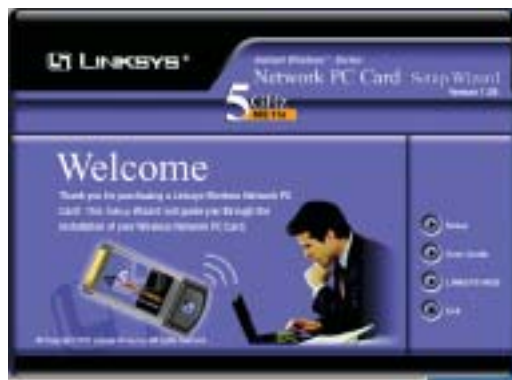 LINKSYS®
Instant Wireless™ Series
Network PC Card Setup Wizard
5 GHz
Welcome
Thank you for purchasing a Linksys Wireless Network PC
Card! This Setup Wizard will guide you through the
installation of your Wireless Network PC Card.
Setup
User Guide
LINKSYS WEB
Exit